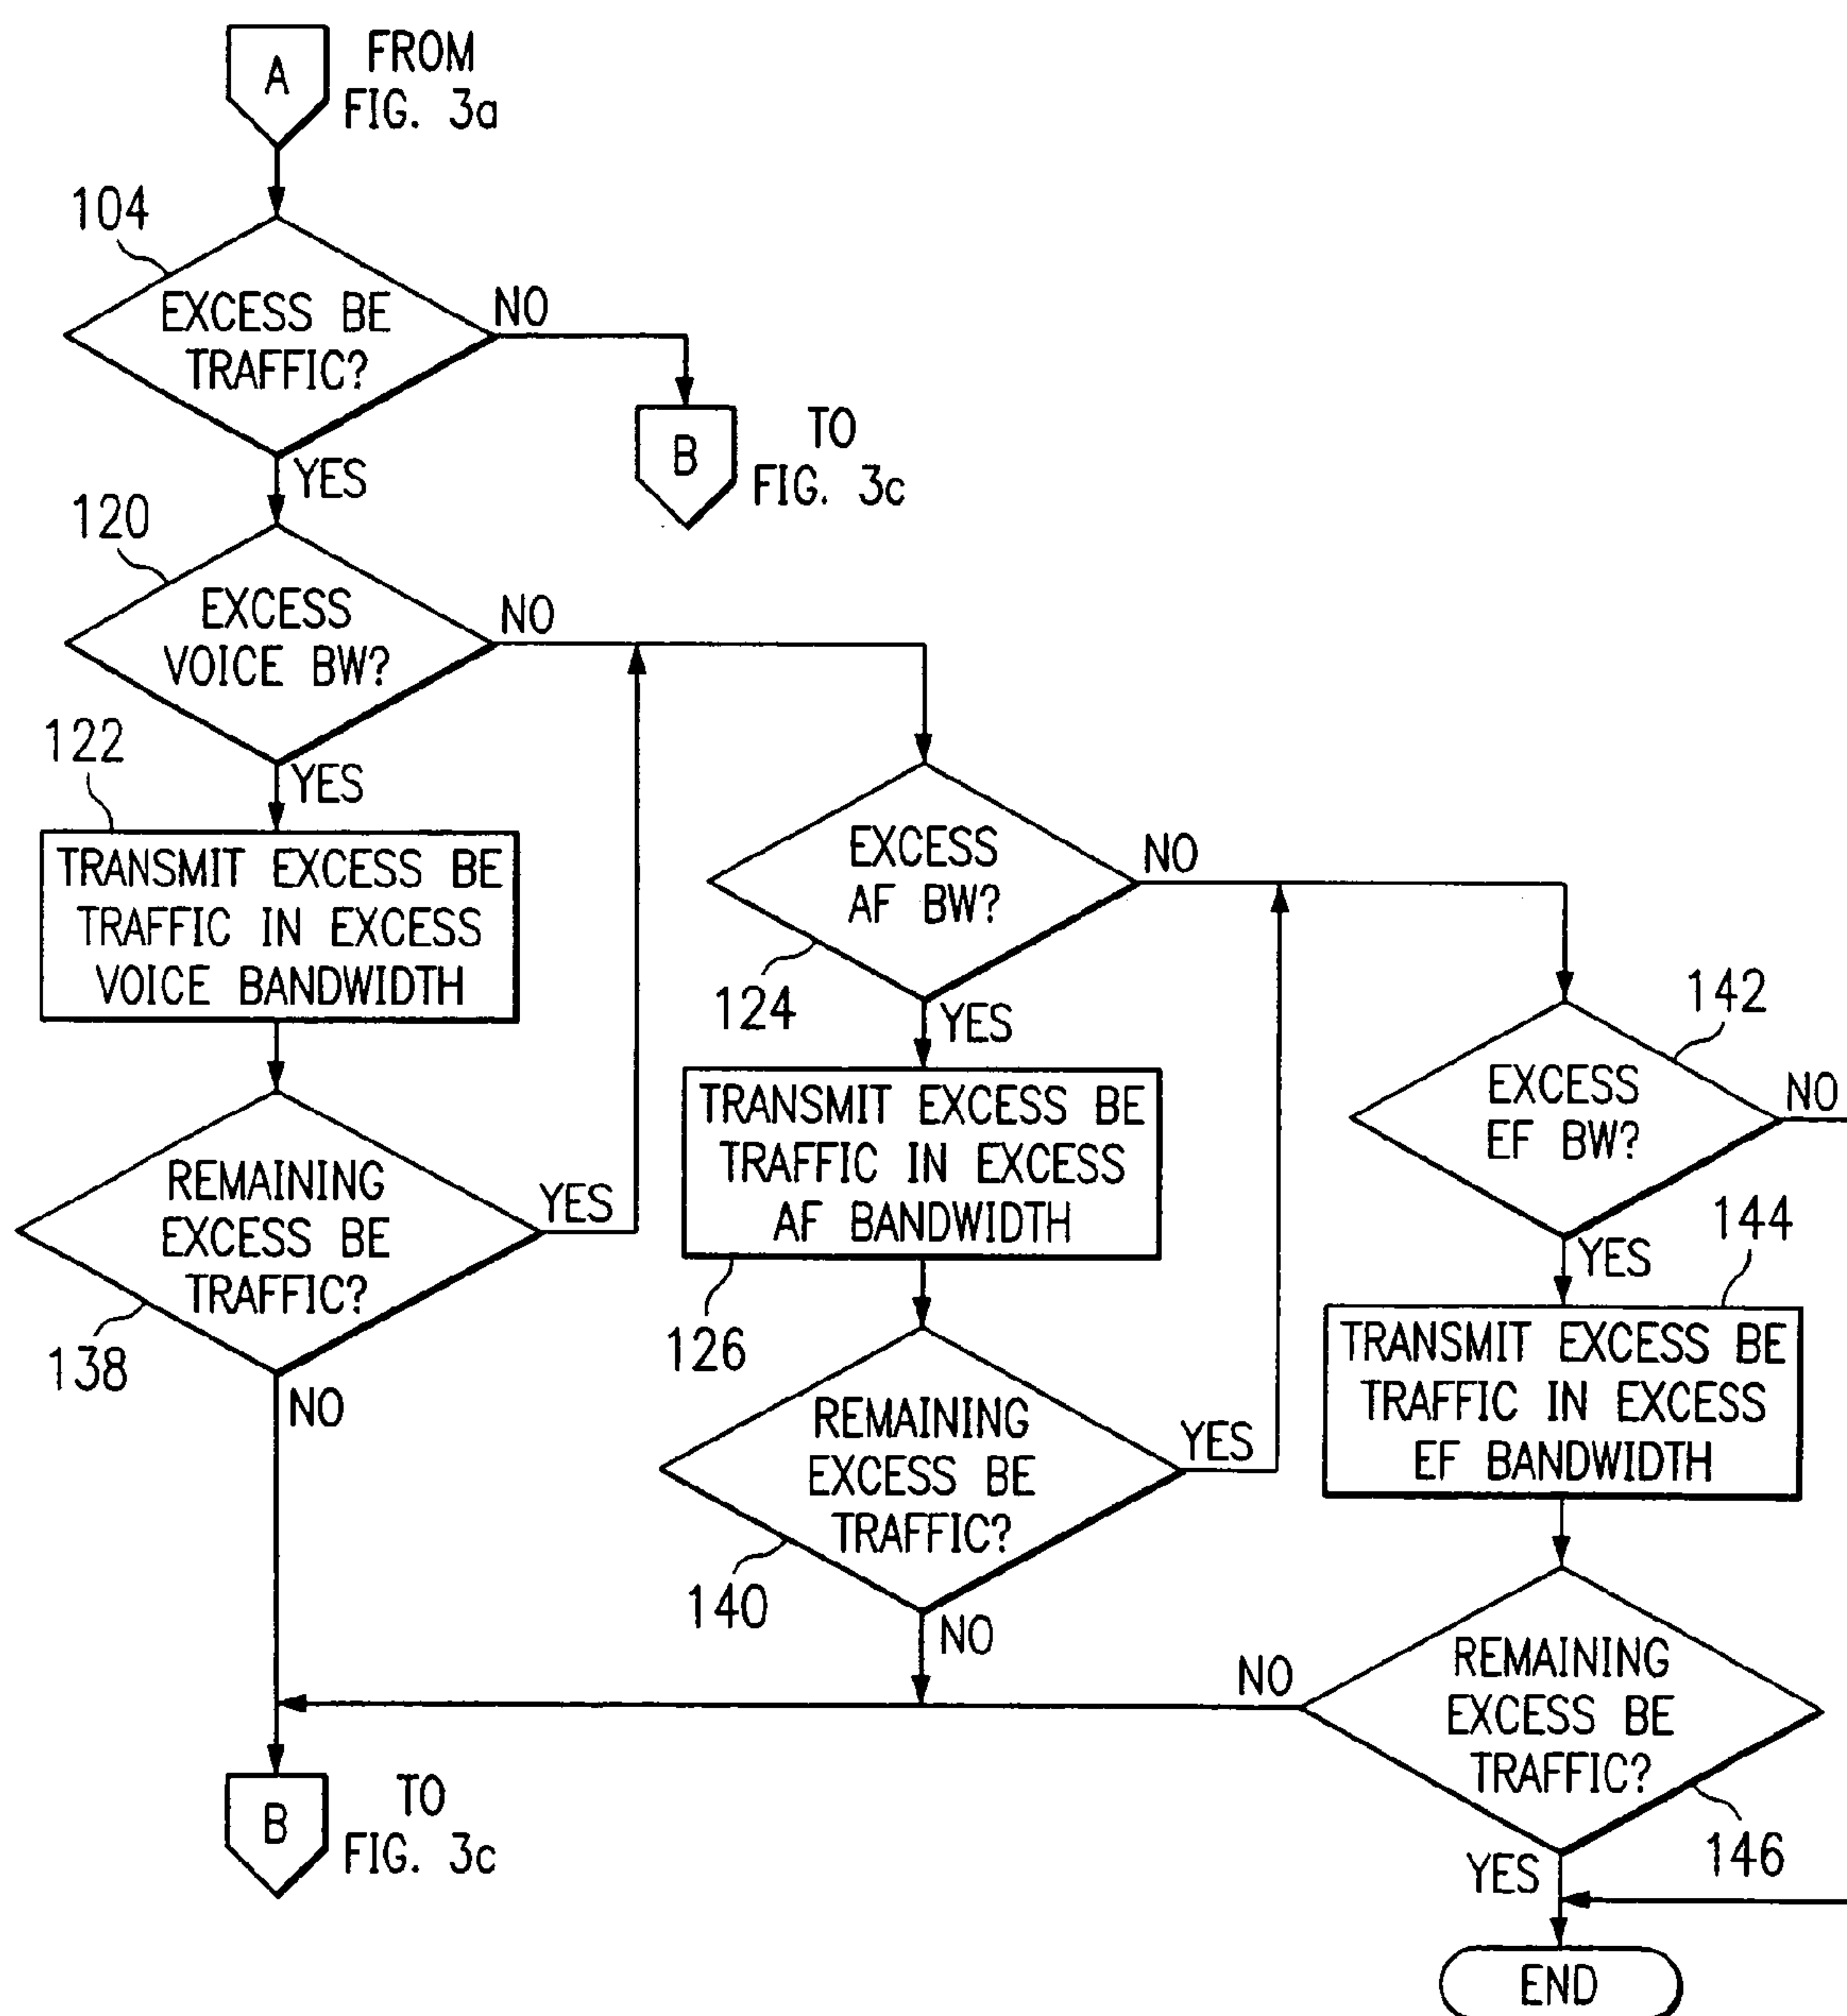 A
FROM
FIG. 3a
104
EXCESS BE
TRAFFIC?
NO
B
TO
FIG. 3c
YES
120
EXCESS
VOICE BW?
NO
YES
122
TRANSMIT EXCESS BE
TRAFFIC IN EXCESS
VOICE BANDWIDTH
REMAINING
EXCESS BE
TRAFFIC?
YES
138
NO
EXCESS
AF BW?
NO
124
YES
TRANSMIT EXCESS BE
TRAFFIC IN EXCESS
AF BANDWIDTH
126
REMAINING
EXCESS BE
TRAFFIC?
YES
140
NO
142
EXCESS
EF BW?
NO
YES
144
TRANSMIT EXCESS BE
TRAFFIC IN EXCESS
EF BANDWIDTH
REMAINING
EXCESS BE
TRAFFIC?
NO
146
YES
END
B
TO
FIG. 3c